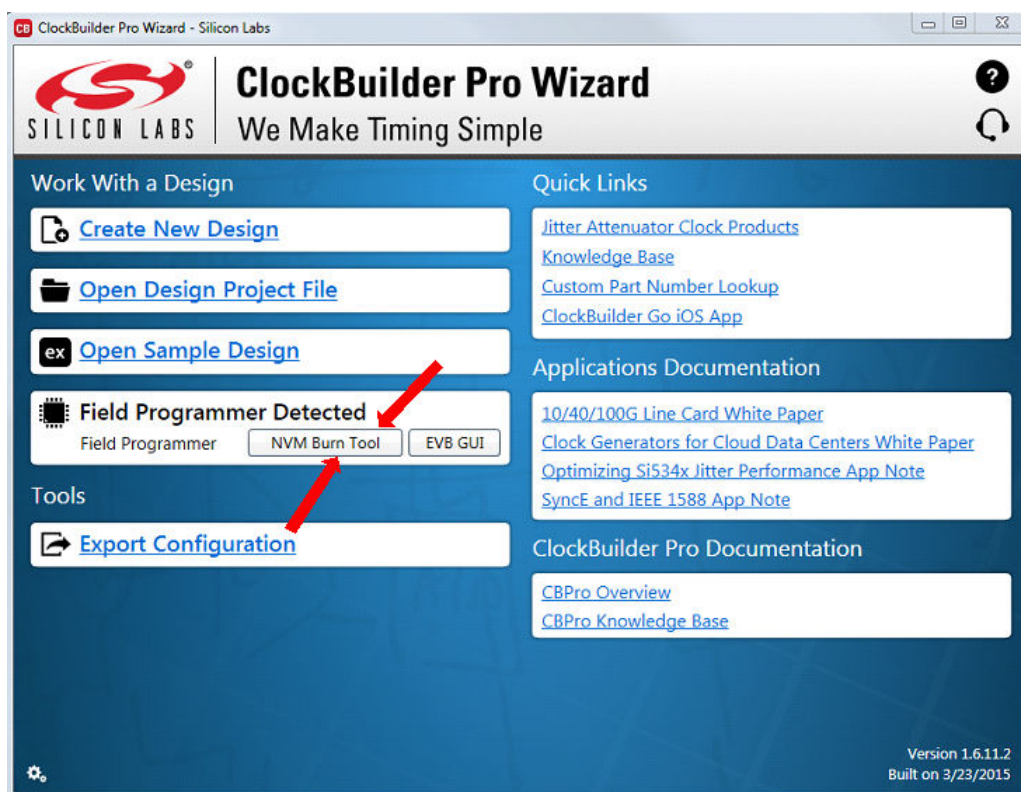 CB ClockBuilder Pro Wizard - Silicon Labs
SILICON LABS
®
ClockBuilder Pro Wizard
We Make Timing Simple
?
Work With a Design
Create New Design
Open Design Project File
ex Open Sample Design
Field Programmer Detected
Field Programmer NVM Burn Tool EVB GUI
Tools
Export Configuration
Quick Links
Jitter Attenuator Clock Products
Knowledge Base
Custom Part Number Lookup
ClockBuilder Go iOS App
Applications Documentation
10/40/100G Line Card White Paper
Clock Generators for Cloud Data Centers White Paper
Optimizing Si534x Jitter Performance App Note
SyncE and IEEE 1588 App Note
ClockBuilder Pro Documentation
CBPro Overview
CBPro Knowledge Base
Version 1.6.11.2
Built on 3/23/2015